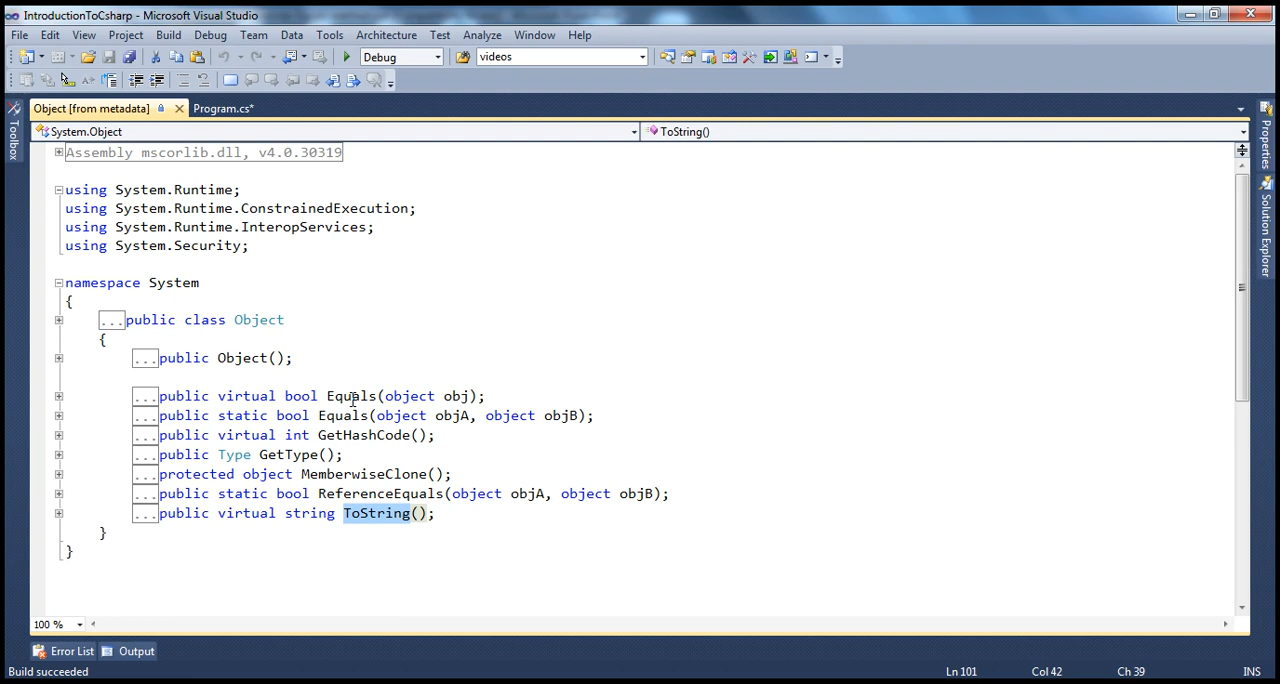 IntroductionToCsharp - Microsoft Visual Studio
File Edit View Project Build Debug Team Data Tools Architecture Test Analyze Window Help
Debug videos
Object [from metadata] Program.cs*
System.Object ToString()
Toolbox
Properties
Solution Explorer
Assembly mscorlib.dll, v4.0.30319
using System.Runtime;
using System.Runtime.ConstrainedExecution;
using System.Runtime.InteropServices;
using System.Security;
namespace System
{
...public class Object
{
...public Object();
...public virtual bool Equals(object obj);
...public static bool Equals(object objA, object objB);
...public virtual int GetHashCode();
...public Type GetType();
...protected object MemberwiseClone();
...public static bool ReferenceEquals(object objA, object objB);
...public virtual string ToString();
}
}
100 %
Error List Output
Build succeeded Ln 101 Col 42 Ch 39 INS